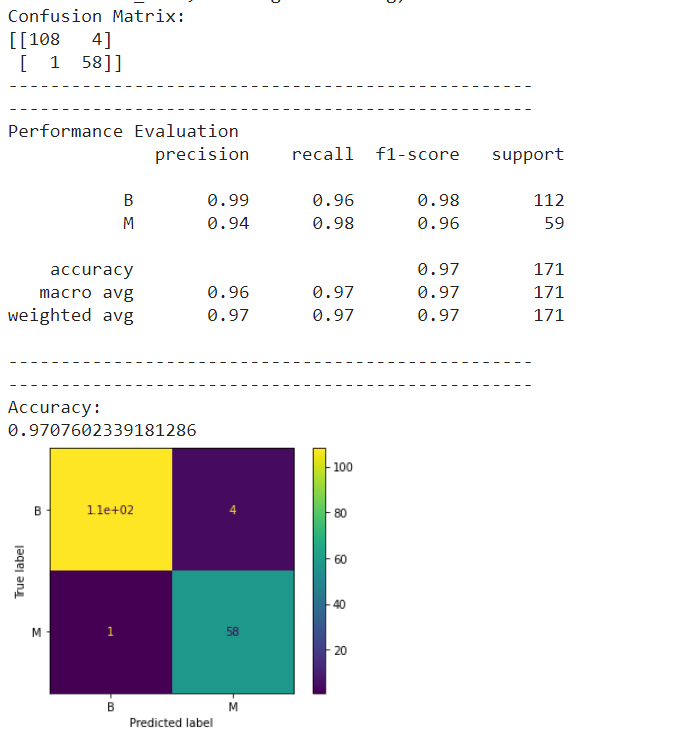 Confusion Matrix:
[[108   4]
 [  1  58]]
--------------------------------------------------
--------------------------------------------------
Performance Evaluation
              precision    recall  f1-score   support

           B       0.99      0.96      0.98       112
           M       0.94      0.98      0.96        59

    accuracy                           0.97       171
   macro avg       0.96      0.97      0.97       171
weighted avg       0.97      0.97      0.97       171

--------------------------------------------------
--------------------------------------------------
Accuracy:
0.9707602339181286
100
80
60
40
20
True label
B
1.1e+02 4
M
1 58
B M
Predicted label